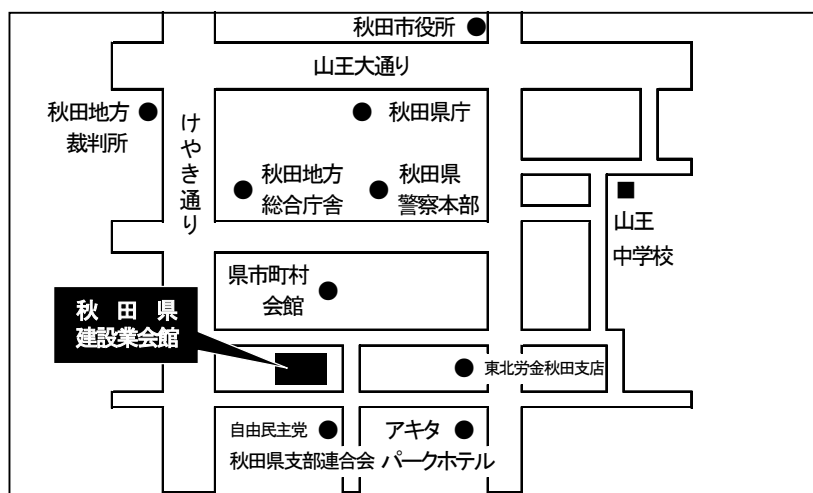 秋田市役所
山王大通り
秋田地方
裁判所
けやき通り
秋田県庁
秋田地方
総合庁舎
秋田県
警察本部
山王
中学校
県市町村
会館
秋田県
建設業会館
東北労金秋田支店
自由民主党
秋田県支部連合会
アキタ
パークホテル